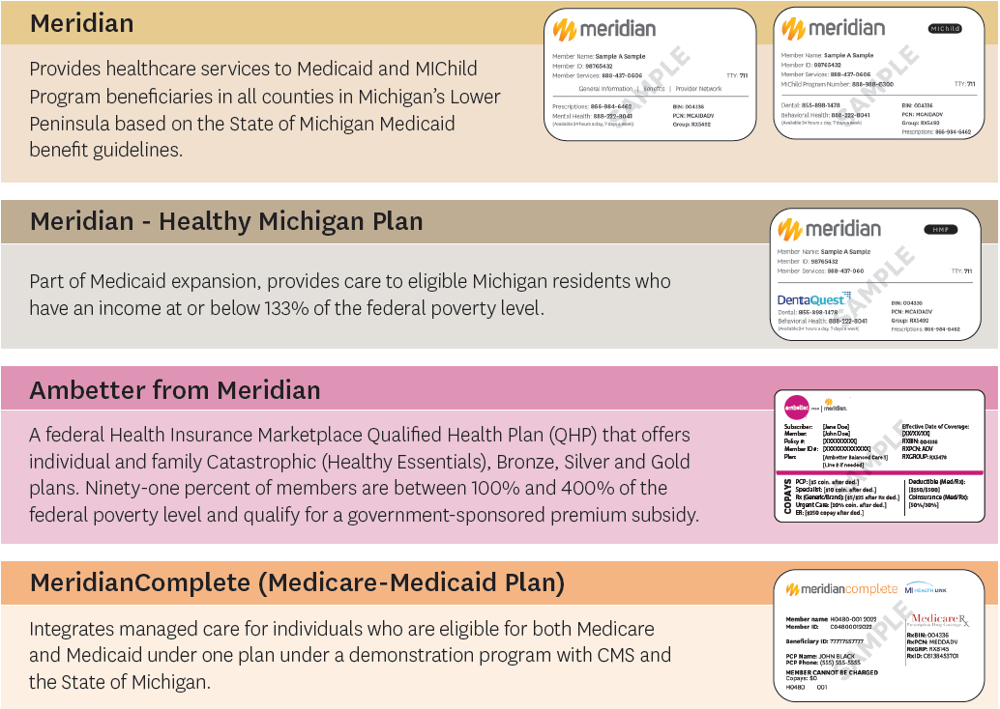 Meridian
Provides healthcare services to Medicaid and MIChild
Program beneficiaries in all counties in Michigan's Lower
Peninsula based on the State of Michigan Medicaid
benefit guidelines.
meridian
Member Name: Sample A Sample
Member ID: 98765432
Member Services: 888-437-0606 TTY: 711
General Information | Benefits | Provider Network
Prescriptions: 866-984-6462 BIN: 004336
Mental Health: 888-222-8041 PCN: MCAIDADV
(Available 24 hours a day, 7 days a week) Group: RX5492
SAMPLE
meridian MIChild
Member Name: Sample A Sample
Member ID: 98765432
Member Services: 888-437-0606
MIChild Program Number: 888-988-6300 TTY: 711
Dental: 855-898-1478 BIN: 004336
Behavioral Health: 888-222-8041 PCN: MCAIDADV
(Available 24 hours a day, 7 days a week) Group: RX5492
Prescriptions: 866-984-6462
SAMPLE
Meridian - Healthy Michigan Plan
Part of Medicaid expansion, provides care to eligible Michigan residents who
have an income at or below 133% of the federal poverty level.
meridian HMP
Member Name: Sample A Sample
Member ID: 98765432
Member Services: 888-437-060 TTY: 711
DentaQuest
Dental: 855-898-1478 BIN: 004336
Behavioral Health: 888-222-8041 PCN: MCAIDADV
(Available 24 hours a day, 7 days a week) Group: RX5492
Prescriptions: 866-984-6462
SAMPLE
Ambetter from Meridian
A federal Health Insurance Marketplace Qualified Health Plan (QHP) that offers
individual and family Catastrophic (Healthy Essentials), Bronze, Silver and Gold
plans. Ninety-one percent of members are between 100% and 400% of the
federal poverty level and qualify for a government-sponsored premium subsidy.
ambetter. FROM | meridian.
Subscriber: [Jane Doe] Effective Date of Coverage:
Member: [John Doe] [XX/XX/XX]
Policy #: [XXXXXXXXX] RXBIN: 004336
Member ID #: [XXXXXXXXXXXXX] RXPCN: ADV
Plan: [Ambetter Balanced Care 1] RXGROUP: RX5478
[Line 2 if needed]
COPAYS
PCP: [$5 coin. after ded.] Deductible (Med/Rx):
Specialist: [$10 coin. after ded.] [$250/$500]
Rx (Generic/Brand): [$5/$25 after Rx ded.] Coinsurance (Med/Rx):
Urgent Care: [20% coin. after ded.] [50%/30%]
ER: [$250 copay after ded.]
SAMPLE
MeridianComplete (Medicare-Medicaid Plan)
Integrates managed care for individuals who are eligible for both Medicare
and Medicaid under one plan under a demonstration program with CMS and
the State of Michigan.
meridiancomplete MI HEALTH LINK
Member name H0480-001 2022
Member ID: C04800012022
MedicareRx
Prescription Drug Coverage
Beneficiary ID: 77777557777
RxBIN: 004336
RxPCN: MEDDADV
RxGRP: RX8145
RxID: C6138453701
PCP Name: JOHN BLACK
PCP Phone: (555) 555-5555
MEMBER CANNOT BE CHARGED
Copays: $0
H0480 001
SAMPLE